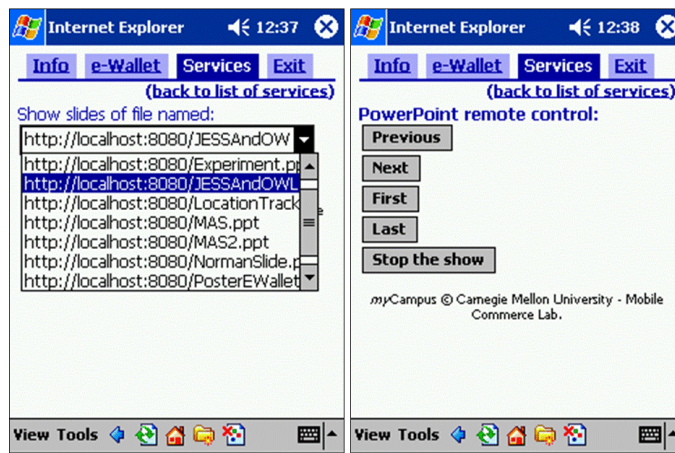 Internet Explorer 12:37
Info e-Wallet Services Exit
(back to list of services)
Show slides of file named:
http://localhost:8080/JESSAndOW
http://localhost:8080/Experiment.pp
http://localhost:8080/JESSAndOWL
http://localhost:8080/LocationTrack
http://localhost:8080/MAS.ppt
http://localhost:8080/MAS2.ppt
http://localhost:8080/NormanSlide.p
http://localhost:8080/PosterEWallet
View Tools
Internet Explorer 12:38
Info e-Wallet Services Exit
(back to list of services)
PowerPoint remote control:
Previous
Next
First
Last
Stop the show
myCampus © Carnegie Mellon University - Mobile
Commerce Lab.
View Tools